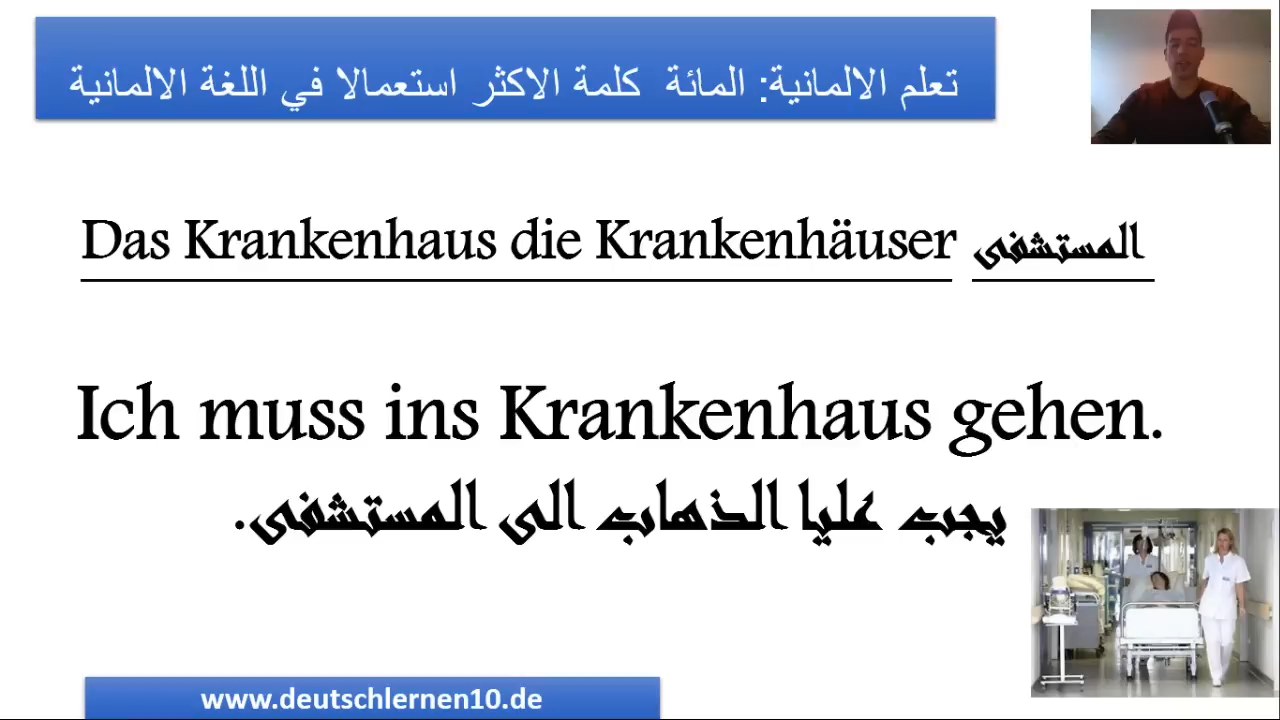 تعلم الالمانية: المائة كلمة الاكثر استعمالا في اللغة الالمانية
Das Krankenhaus die Krankenhäuser المستشفى
Ich muss ins Krankenhaus gehen.
يجب عليا الذهاب الى المستشفى.
www.deutschlernen10.de